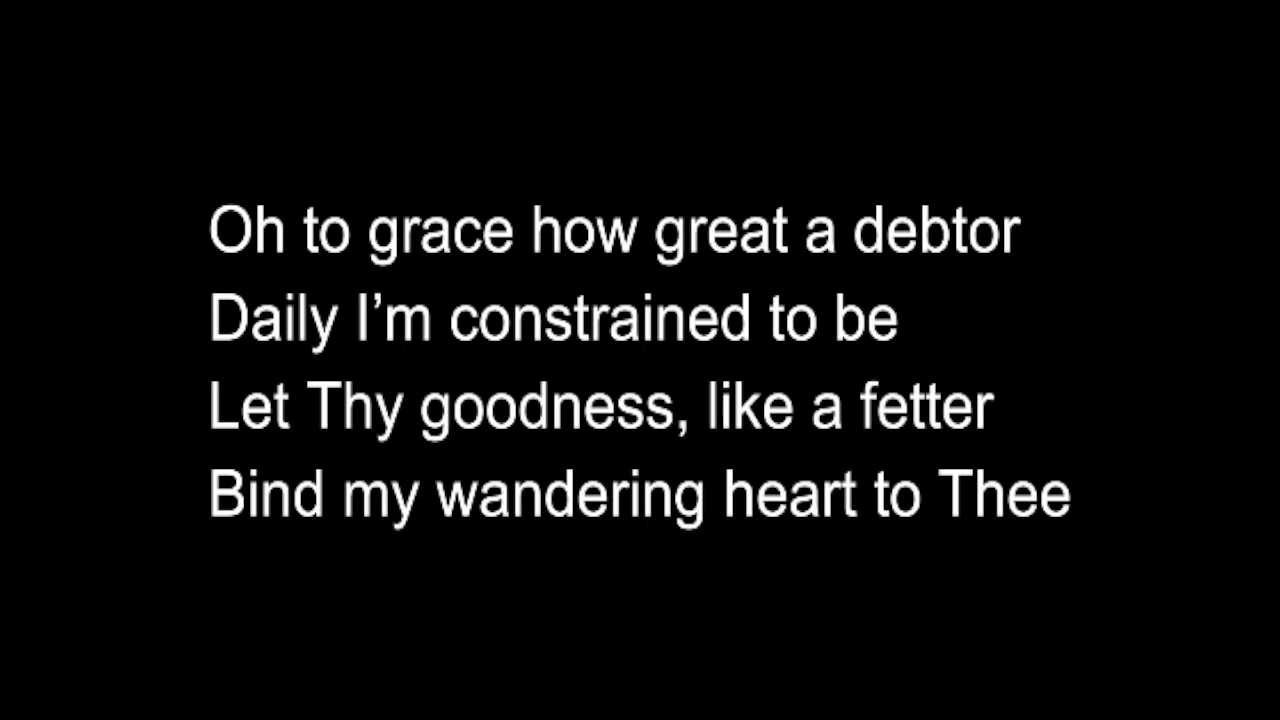 Oh to grace how great a debtor
Daily I’m constrained to be
Let Thy goodness, like a fetter
Bind my wandering heart to Thee